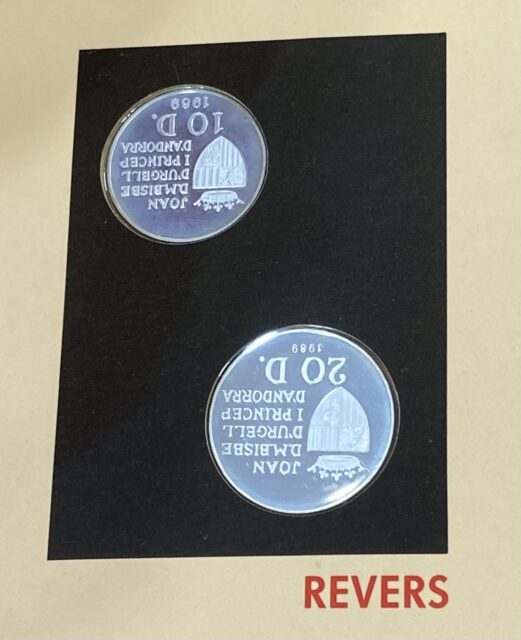 JOAN
D.M.BISBE
D'URGELL
I PRINCEP
D'ANDORRA
10 D.
1989
JOAN
D.M.BISBE
D'URGELL
I PRINCEP
D'ANDORRA
20 D.
1989
REVERS